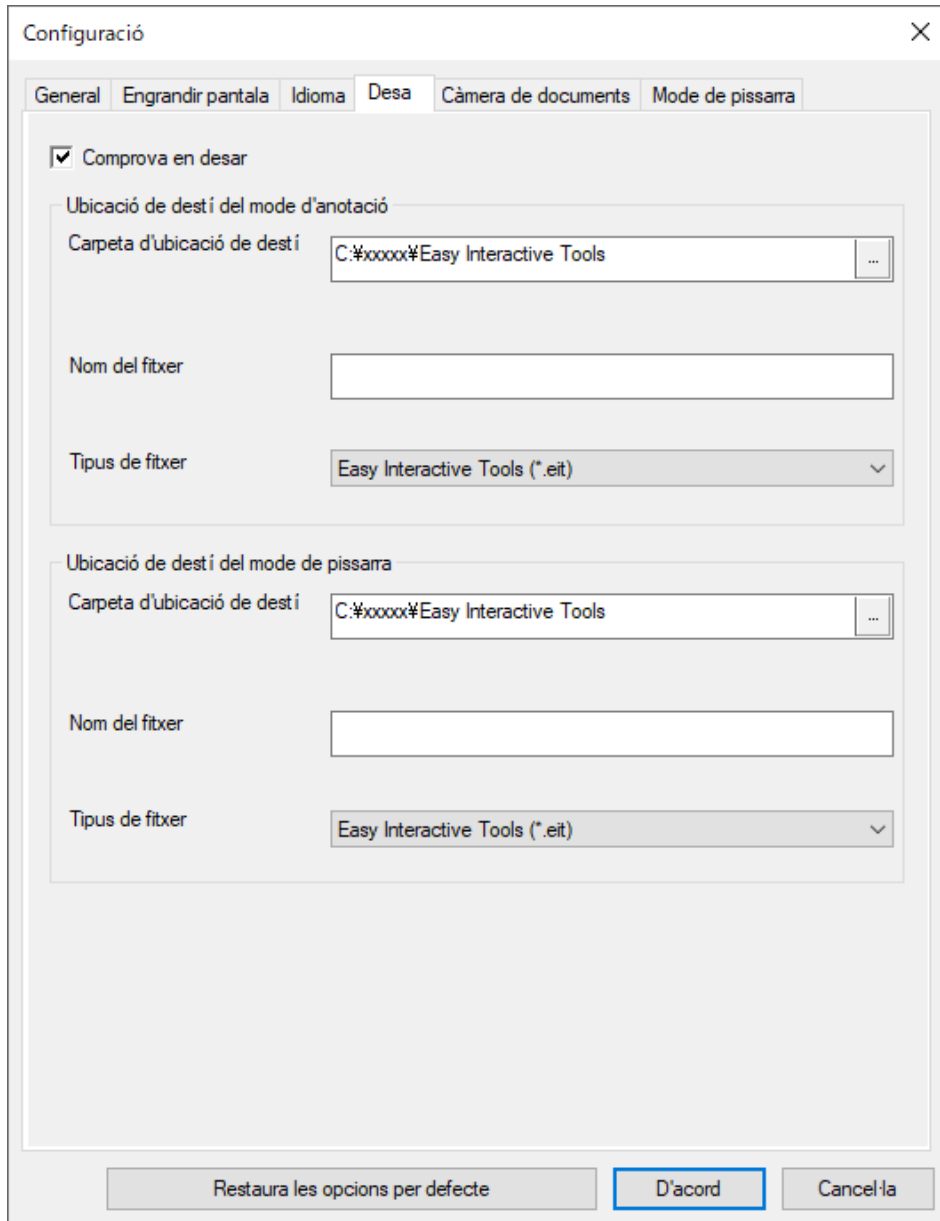 Configuració
General Engrandir pantala Idioma Desa Càmera de documents Mode de pissarra
Comprova en desar
Ubicació de destí del mode d'anotació
Carpeta d'ubicació de destí C:¥xxxxx¥Easy Interactive Tools ...
Nom del fitxer
Tipus de fitxer Easy Interactive Tools (*.eit)
Ubicació de destí del mode de pissarra
Carpeta d'ubicació de destí C:¥xxxxx¥Easy Interactive Tools ...
Nom del fitxer
Tipus de fitxer Easy Interactive Tools (*.eit)
Restaura les opcions per defecte D'acord Cancel·la